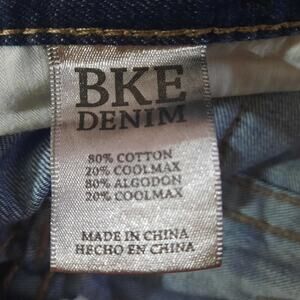 BKE
DENIM
80% COTTON
20% COOLMAX
80% ALGODON
20% COOLMAX
MADE IN CHINA
HECHO EN CHINA